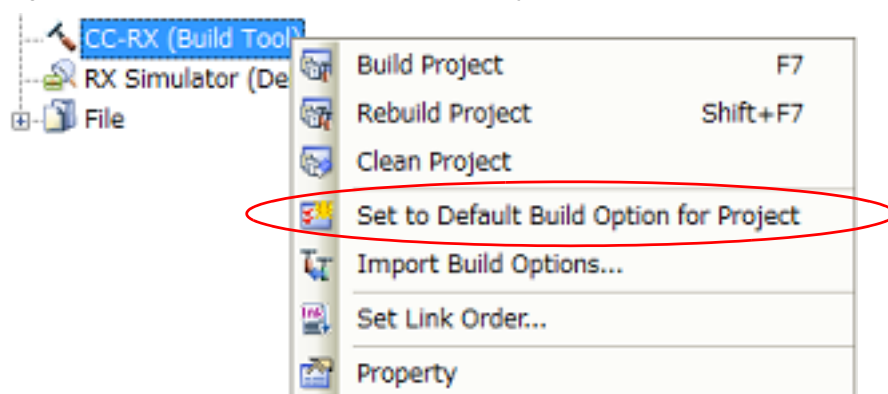 CC-RX (Build Tool)
RX Simulator (De
File
Build Project F7
Rebuild Project Shift+F7
Clean Project
Set to Default Build Option for Project
Import Build Options...
Set Link Order...
Property